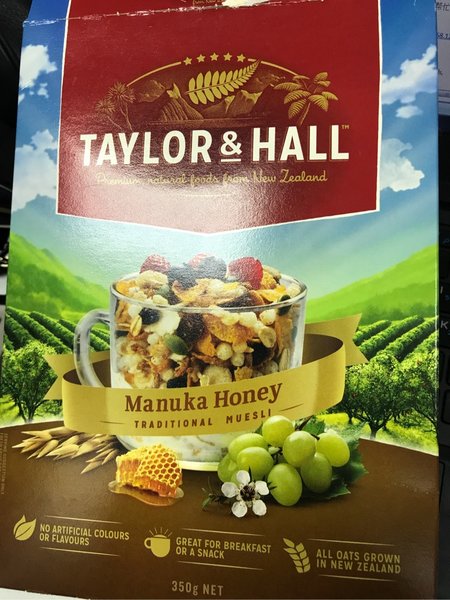 TAYLOR & HALL™
Premium natural foods from New Zealand
Manuka Honey
TRADITIONAL MUESLI
NO ARTIFICIAL COLOURS
OR FLAVOURS
GREAT FOR BREAKFAST
OR A SNACK
ALL OATS GROWN
IN NEW ZEALAND
350g NET